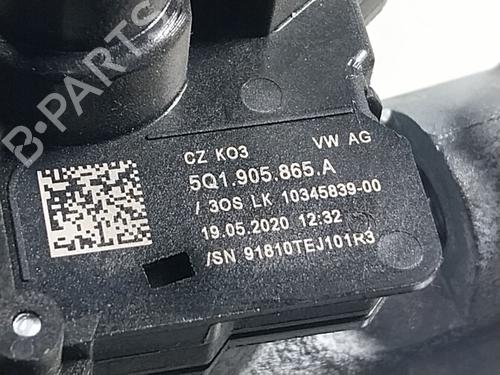 B-PARTS
CZ KO3 VW AG
5Q1.905.865.A
/ 3OS LK 10345839-00
19.05.2020 12:32
/SN 91810TEJ101R3